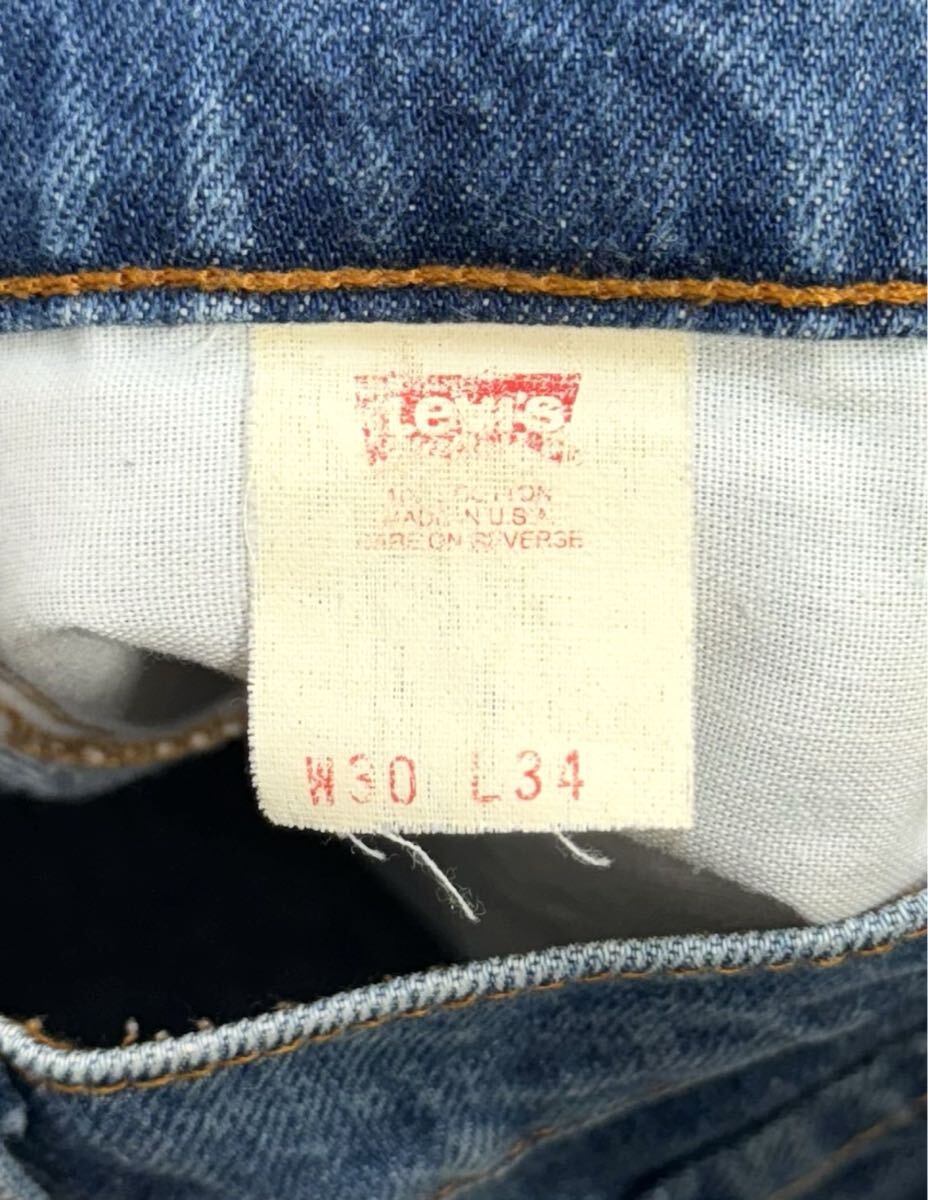 Levi's
100% COTTON
MADE IN U.S.A.
CARE ON REVERSE
W30 L34